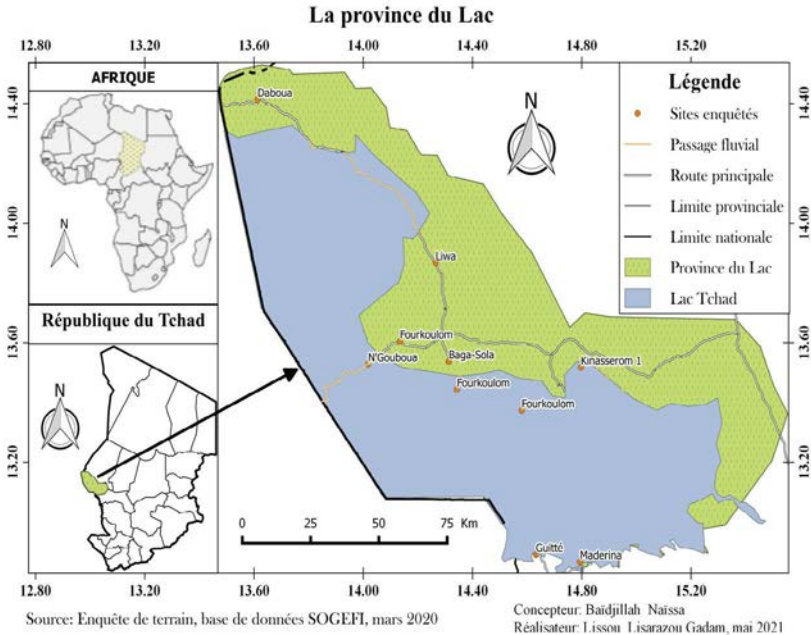 La province du Lac
12.80 13.20 13.60 14.00 14.40 14.80 15.20
AFRIQUE
N
République du Tchad
N
14.40
14.00
13.60
13.20
Daboua
Liwa
Fourkoulom
N'Gouboua
Baga-Sola
Kinasserom 1
Fourkoulom
Fourkoulom
Guitté
Maderina
N
Légende
Sites enquêtés
Passage fluvial
Route principale
Limite provinciale
Limite nationale
Province du Lac
Lac Tchad
14.40
14.00
13.60
13.20
0 25 50 75 Km
12.80 13.20 13.60 14.00 14.40 14.80 15.20
Source: Enquête de terrain, base de données SOGEFI, mars 2020
Concepteur: Baïdjillah Naïssa
Réalisateur: Lissou Lisarazou Gadam, mai 2021